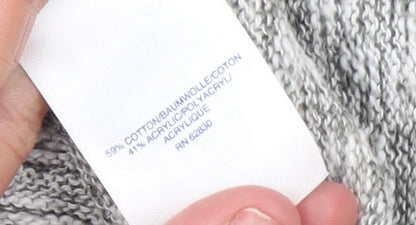 59% COTTON/BAUMWOLLE/COTON
41% ACRYLIC/POLYACRYL/
ACRYLIQUE
RN 62830